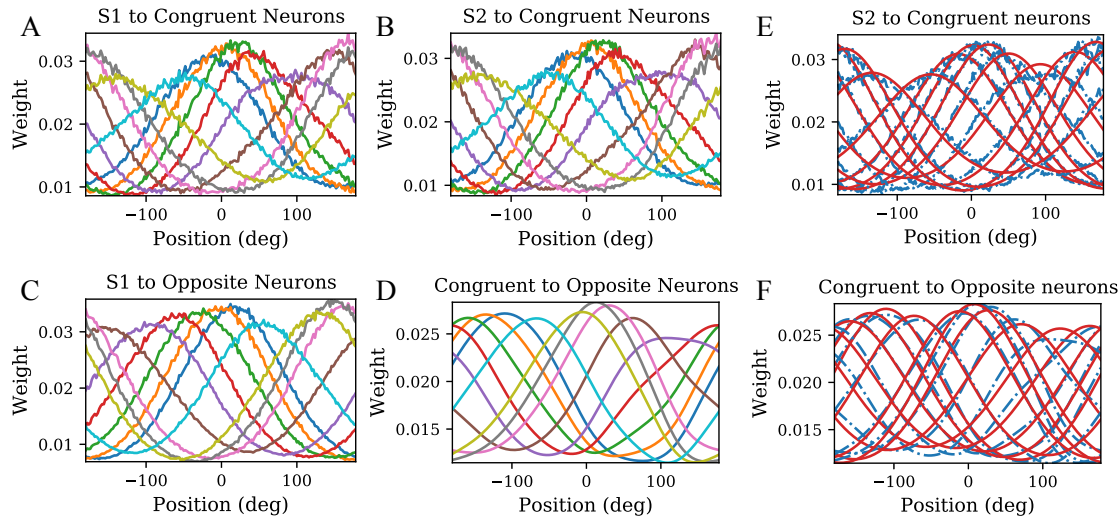 A
S1 to Congruent Neurons
Weight
0.03
0.02
0.01
−100
0
100
Position (deg)
B
S2 to Congruent Neurons
Weight
0.03
0.02
0.01
−100
0
100
Position (deg)
E
S2 to Congruent neurons
Weight
0.03
0.02
0.01
−100
0
100
Position (deg)
C
S1 to Opposite Neurons
Weight
0.03
0.02
0.01
−100
0
100
Position (deg)
D
Congruent to Opposite Neurons
Weight
0.025
0.020
0.015
−100
0
100
Position (deg)
F
Congruent to Opposite neurons
Weight
0.025
0.020
0.015
−100
0
100
Position (deg)